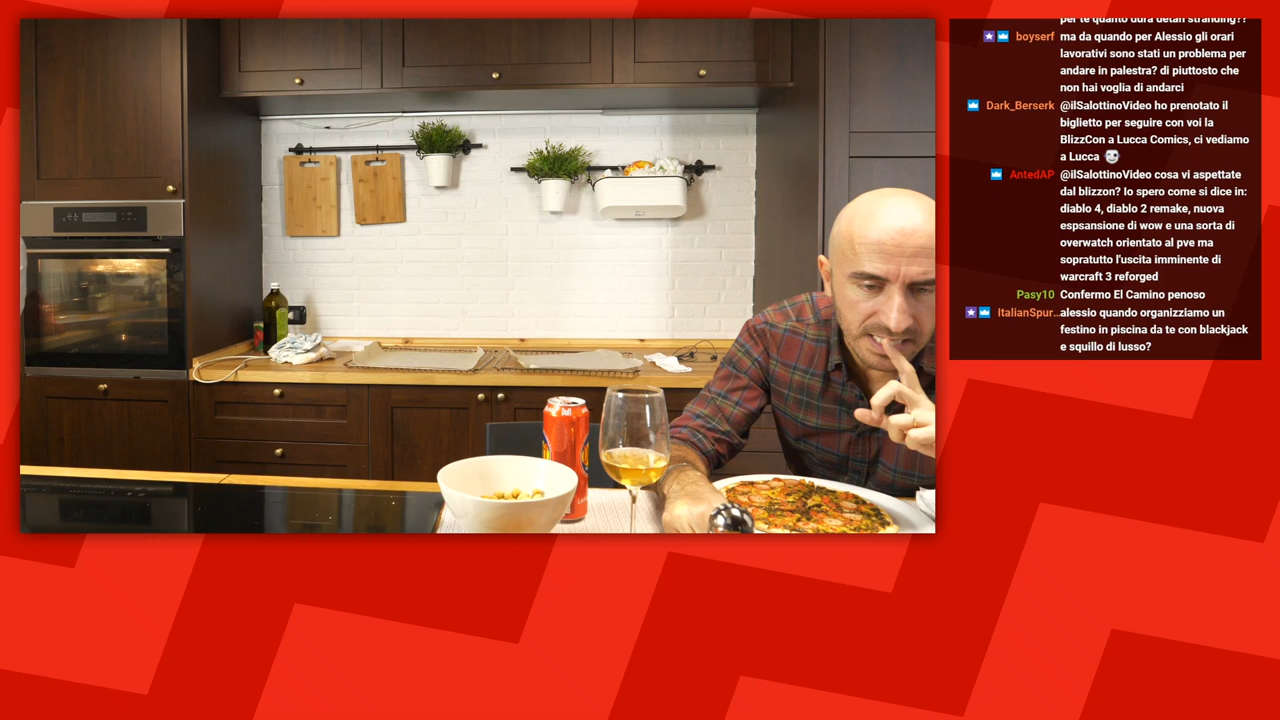 per te quanto dura detah stranding??
boyserf ma da quando per Alessio gli orari
lavorativi sono stati un problema per
andare in palestra? di piuttosto che
non hai voglia di andarci
Dark_Berserk @ilSalottinoVideo ho prenotato il
biglietto per seguire con voi la
BlizzCon a Lucca Comics, ci vediamo
a Lucca
AntedAP @ilSalottinoVideo cosa vi aspettate
dal blizzon? Io spero come si dice in:
diablo 4, diablo 2 remake, nuova
espsansione di wow e una sorta di
overwatch orientato al pve ma
sopratutto l'uscita imminente di
warcraft 3 reforged
Pasy10 Confermo El Camino penoso
ItalianSpur... alessio quando organizziamo un
festino in piscina da te con blackjack
e squillo di lusso?